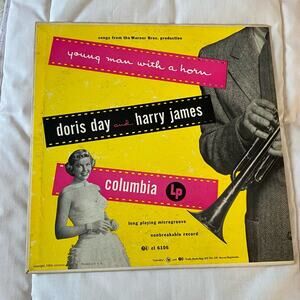 songs from the Warner Bros. production
young man with a horn
doris day and harry james
columbia Lp
long playing microgroove
nonbreakable record
cl 6106